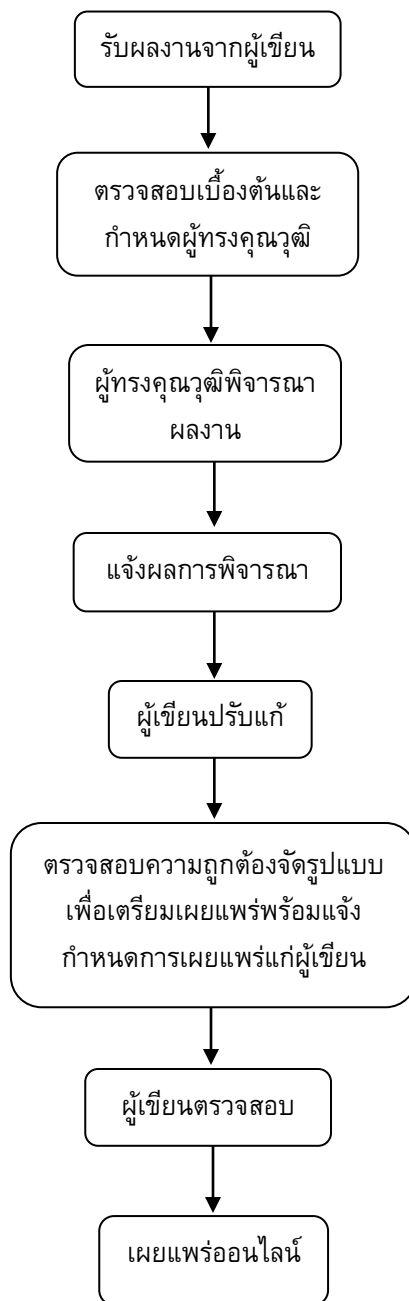 รับผลงานจากผู้เขียน
ตรวจสอบเบื้องต้นและ
กำหนดผู้ทรงคุณวุฒิ
ผู้ทรงคุณวุฒิพิจารณา
ผลงาน
แจ้งผลการพิจารณา
ผู้เขียนปรับแก้
ตรวจสอบความถูกต้องจัดรูปแบบ
เพื่อเตรียมเผยแพร่พร้อมแจ้ง
กำหนดการเผยแพร่แก่ผู้เขียน
ผู้เขียนตรวจสอบ
เผยแพร่ออนไลน์